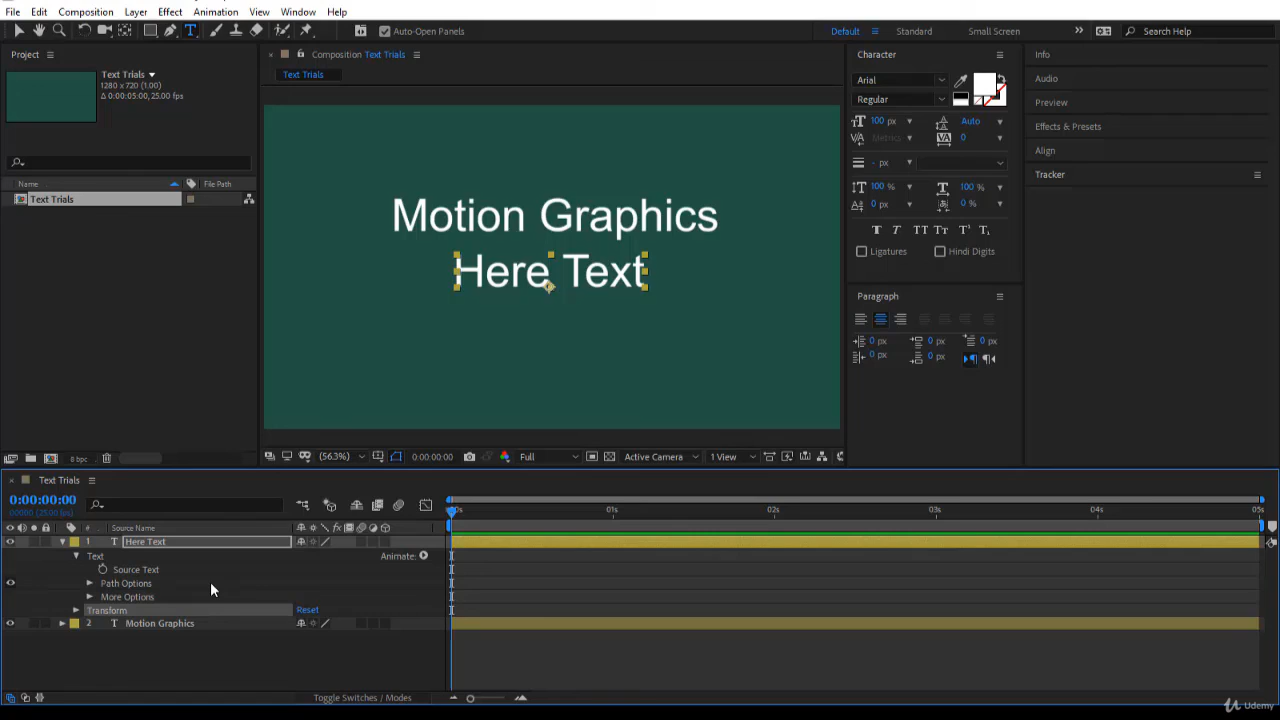 File Edit Composition Layer Effect Animation View Window Help
T Auto-Open Panels Default Standard Small Screen Search Help
Project
Text Trials
1280 x 720 (1.00)
Δ 0:00:05:00, 25.00 fps
Name File Path
Text Trials
8 bpc
Composition Text Trials
Text Trials
Motion Graphics
Here Text
(56.3%) 0:00:00:00 Full Active Camera 1 View
Character
Arial
Regular
100 px Auto
Metrics 0
- px
100 % 100 %
0 px 0 %
T T TT Tт T¹ T₁
Ligatures Hindi Digits
Paragraph
0 px 0 px 0 px
0 px 0 px
Info
Audio
Preview
Effects & Presets
Align
Tracker
Text Trials
0:00:00:00
00000 (25.00 fps)
# Source Name fx
1 T Here Text
Text Animate:
Source Text
Path Options
More Options
Transform Reset
2 T Motion Graphics
Toggle Switches / Modes
01s 02s 03s 04s 05s
Udemy